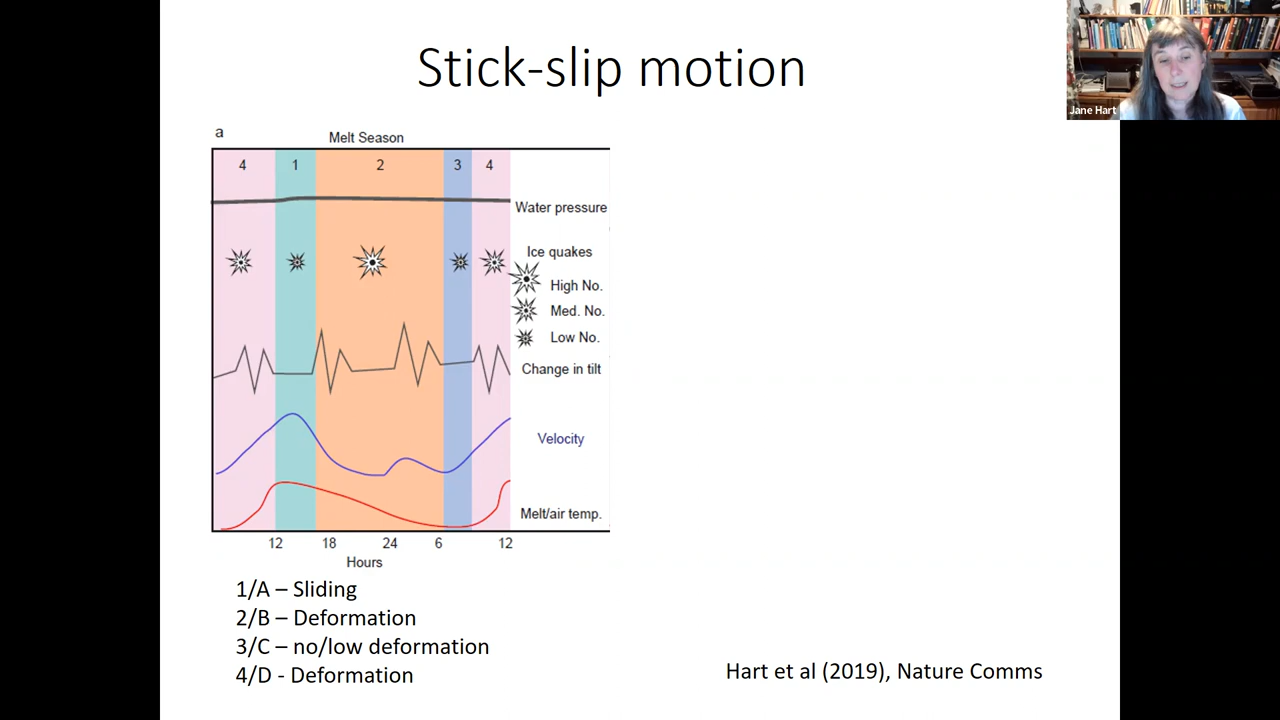 Stick-slip motion
Jane Hart
a
Melt Season
4 1 2 3 4
Water pressure
Ice quakes
High No.
Med. No.
Low No.
Change in tilt
Velocity
Melt/air temp.
12 18 24 6 12
Hours
1/A – Sliding
2/B – Deformation
3/C – no/low deformation
4/D - Deformation
Hart et al (2019), Nature Comms